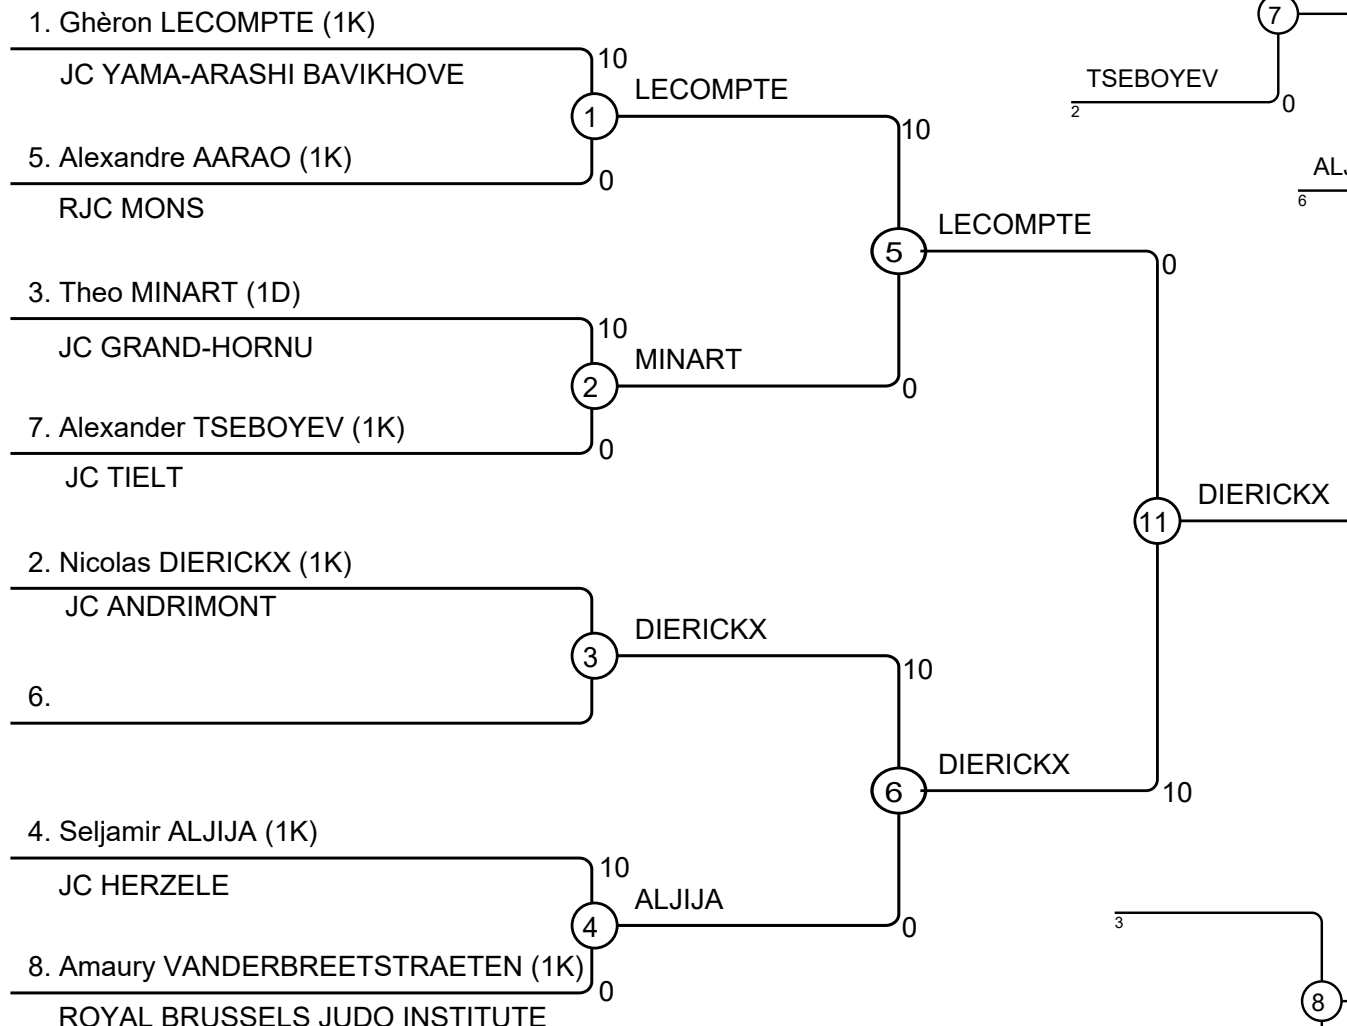 1. Ghèron LECOMPTE (1K)
JC YAMA-ARASHI BAVIKHOVE
10
1
LECOMPTE
5. Alexandre AARAO (1K)
0
RJC MONS
10
5
LECOMPTE
3. Theo MINART (1D)
10
JC GRAND-HORNU
2
MINART
0
7. Alexander TSEBOYEV (1K)
0
JC TIELT
0
11
DIERICKX
2. Nicolas DIERICKX (1K)
JC ANDRIMONT
3
DIERICKX
6.
10
6
DIERICKX
10
4. Seljamir ALJIJA (1K)
10
JC HERZELE
4
ALJIJA
0
8. Amaury VANDERBREETSTRAETEN (1K)
0
ROYAL BRUSSELS JUDO INSTITUTE
7
TSEBOYEV
2
0
ALJ
6
3
8